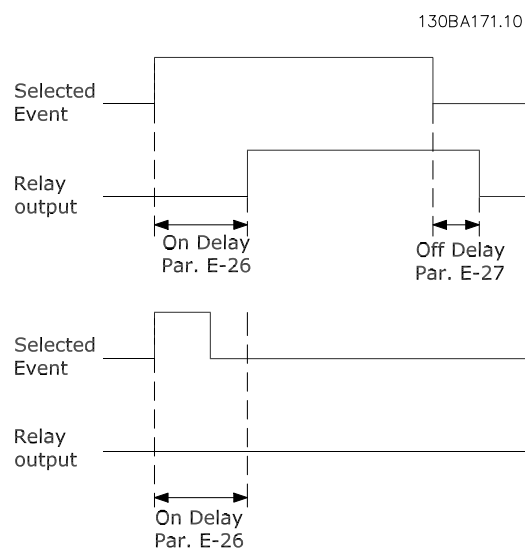 130BA171.10
Selected
Event
Relay
output
On Delay
Par. E-26
Off Delay
Par. E-27
Selected
Event
Relay
output
On Delay
Par. E-26